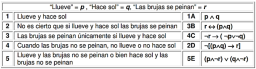 "Llueve" = p , "Hace sol" = q, "Las brujas se peinan" = r
1 Llueve y hace sol 1A p ∧ q
2 No es cierto que si llueve y hace sol las brujas se peinan 3B r ↔ (p∧q)
3 Las brujas se peinan únicamente si llueve y hace sol 4C ¬r → ( ¬p∨¬q)
4 Cuando las brujas no se peinan, no llueve o no hace sol 2D ¬[(p∧q) → r]
5 Llueve y las brujas no se peinan o bien hace sol y las brujas no se peinan 5E (p∧¬r) ∨ (q∧¬r)